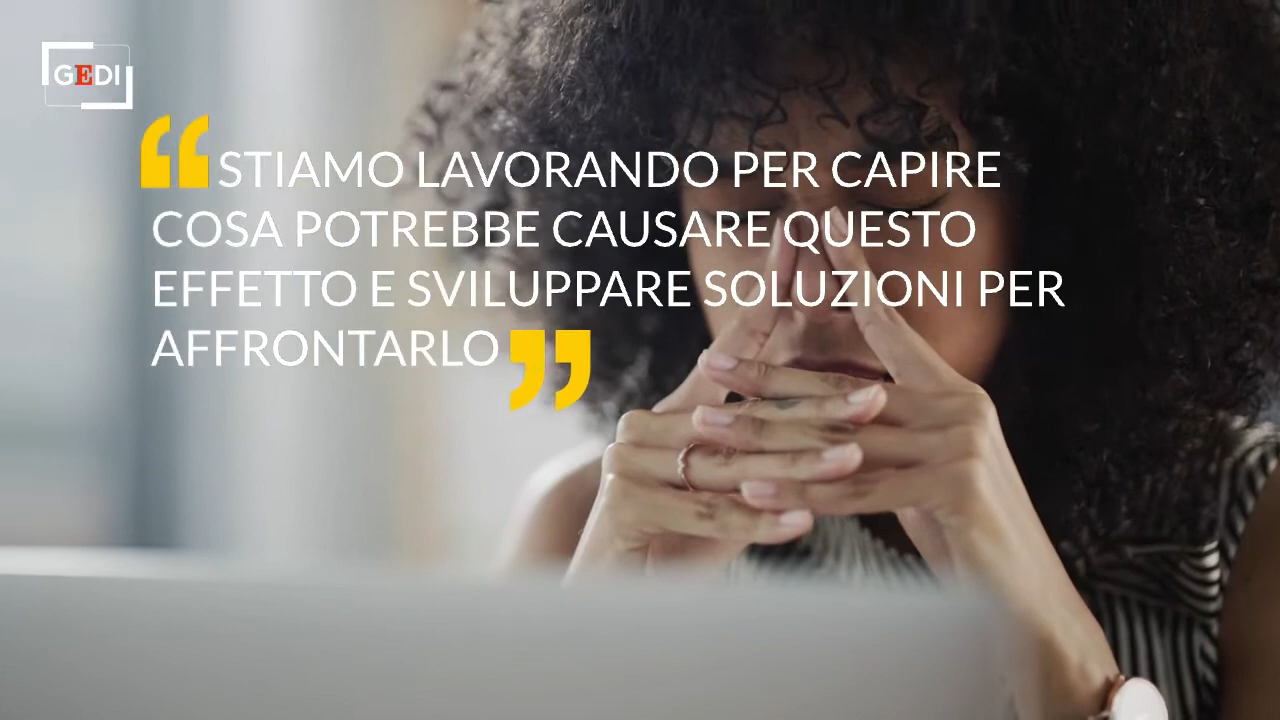 GEDI
“STIAMO LAVORANDO PER CAPIRE
COSA POTREBBE CAUSARE QUESTO
EFFETTO E SVILUPPARE SOLUZIONI PER
AFFRONTARLO”